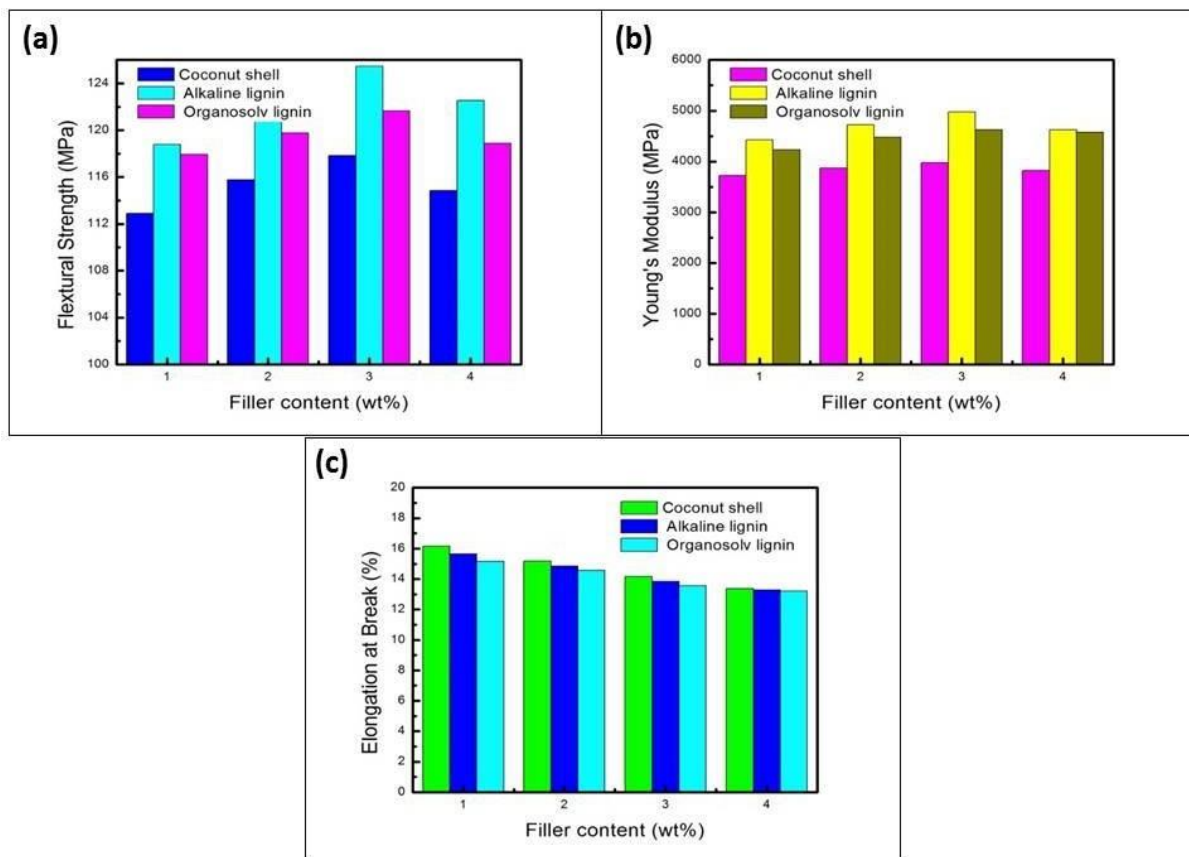 (a)
Coconut shell
Alkaline lignin
Organosolv lignin
124
120
116
112
108
104
100
Flextural Strength (MPa)
1 2 3 4
Filler content (wt%)
(b)
Coconut shell
Alkaline lignin
Organosolv lignin
6000
5000
4000
3000
2000
1000
0
Young's Modulus (MPa)
1 2 3 4
Filler content (wt%)
(c)
Coconut shell
Alkaline lignin
Organosolv lignin
20
18
16
14
12
10
8
6
4
2
0
Elongation at Break (%)
1 2 3 4
Filler content (wt%)